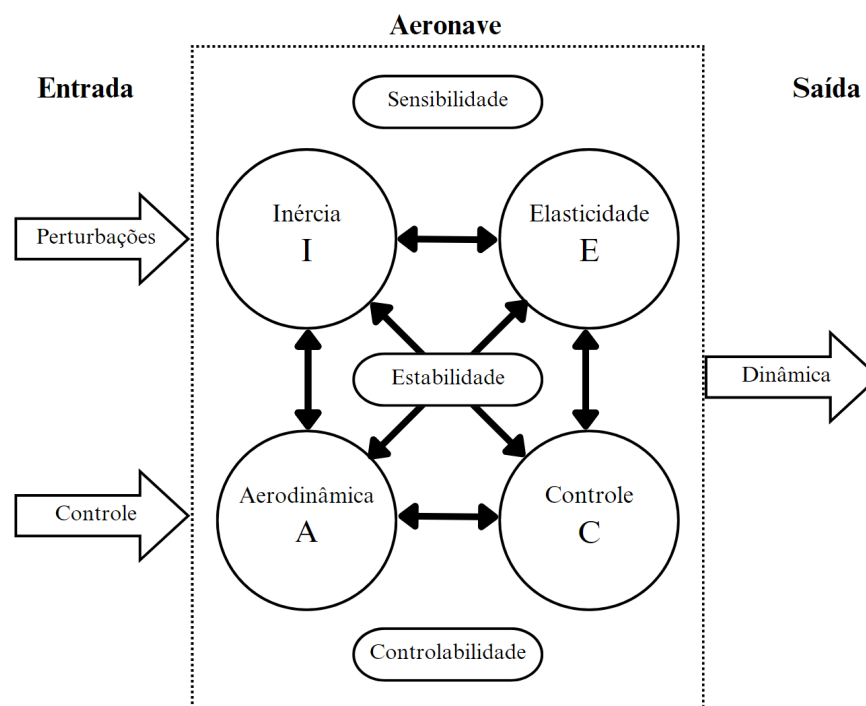 Aeronave
Entrada
Saída
Sensibilidade
Inércia
I
Elasticidade
E
Perturbações
Estabilidade
Dinâmica
Aerodinâmica
A
Controle
C
Controle
Controlabilidade